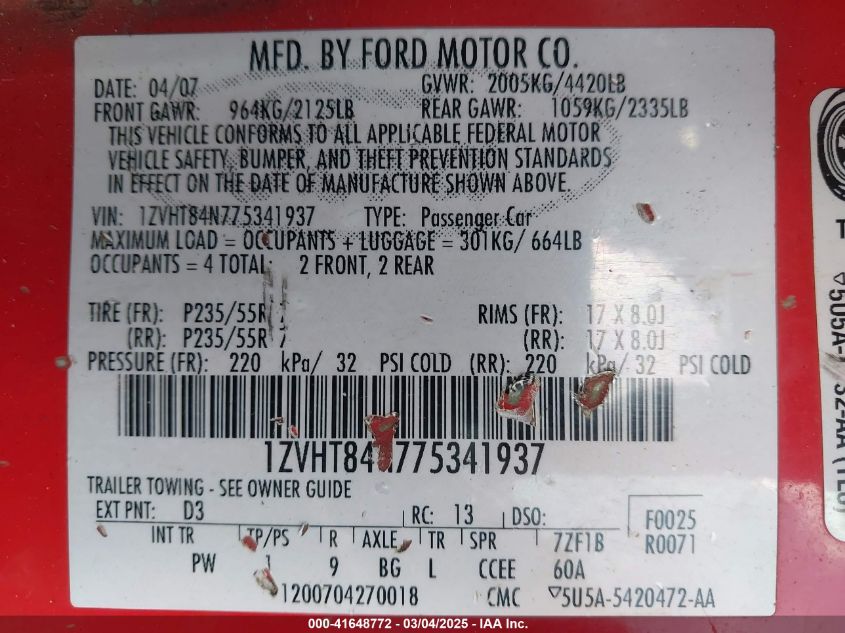 MFD. BY FORD MOTOR CO.
DATE: 04/07 GVWR: 2005KG/4420LB
FRONT GAWR: 964KG/2125LB REAR GAWR: 1059KG/2335LB
THIS VEHICLE CONFORMS TO ALL APPLICABLE FEDERAL MOTOR
VEHICLE SAFETY, BUMPER, AND THEFT PREVENTION STANDARDS
IN EFFECT ON THE DATE OF MANUFACTURE SHOWN ABOVE.
VIN: 1ZVHT84N775341937 TYPE: Passenger Car
MAXIMUM LOAD = OCCUPANTS + LUGGAGE = 301KG/ 664LB
OCCUPANTS = 4 TOTAL: 2 FRONT, 2 REAR
TIRE (FR): P235/55R RIMS (FR): 17 X 8.0J
(RR): P235/55R (RR): 17 X 8.0J
PRESSURE (FR): 220 kPa/ 32 PSI COLD (RR): 220 kPa/ 32 PSI COLD
1ZVHT84N775341937
TRAILER TOWING - SEE OWNER GUIDE
EXT PNT: D3 RC: 13 DSO: F0025
INT TR TP/PS R AXLE TR SPR 7ZF1B R0071
PW 1 9 BG L CCEE 60A
1200704270018 CMC ▽5U5A-5420472-AA
000-41648772 - 03/04/2025 - IAA Inc.